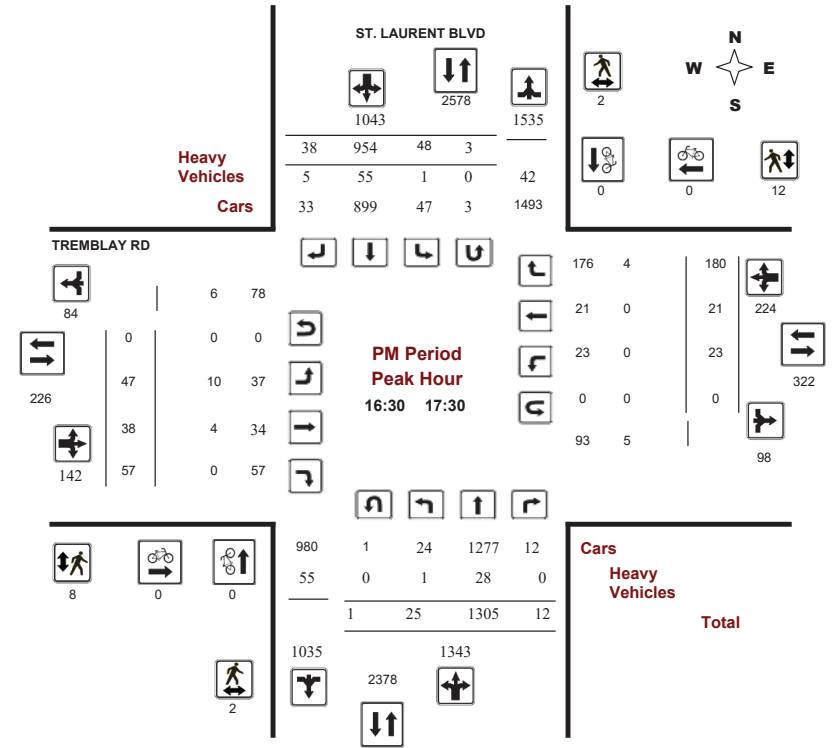 ST. LAURENT BLVD
N
W E
S
2578
2
1043 1535
38 954 48 3
Heavy
Vehicles
5 55 1 0 42
Cars
33 899 47 3 1493
0 0 12
TREMBLAY RD
84
6 78
176 4 180
224
0 0 0
21 0 21
226
47 10 37
PM Period
Peak Hour
16:30 17:30
23 0 23
322
38 4 34
0 0 0
142
57 0 57
93 5
98
980 1 24 1277 12
Cars
55 0 1 28 0
Heavy
Vehicles
8 0 0
1 25 1305 12
Total
1035 1343
2378
2